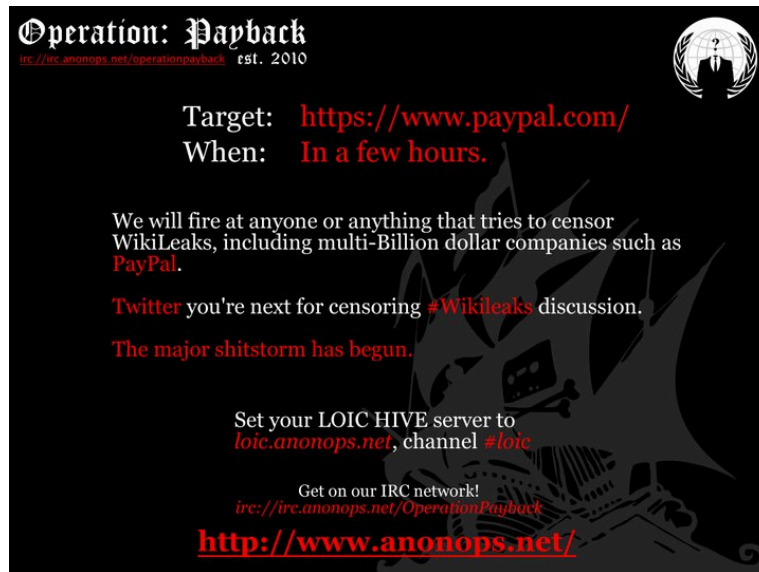 Operation: Payback
irc://irc.anonops.net/operationpayback est. 2010
?
Target: https://www.paypal.com/
When: In a few hours.
We will fire at anyone or anything that tries to censor
WikiLeaks, including multi-Billion dollar companies such as
PayPal.
Twitter you're next for censoring #Wikileaks discussion.
The major shitstorm has begun.
Set your LOIC HIVE server to
loic.anonops.net, channel #loic
Get on our IRC network!
irc://irc.anonops.net/OperationPayback
http://www.anonops.net/